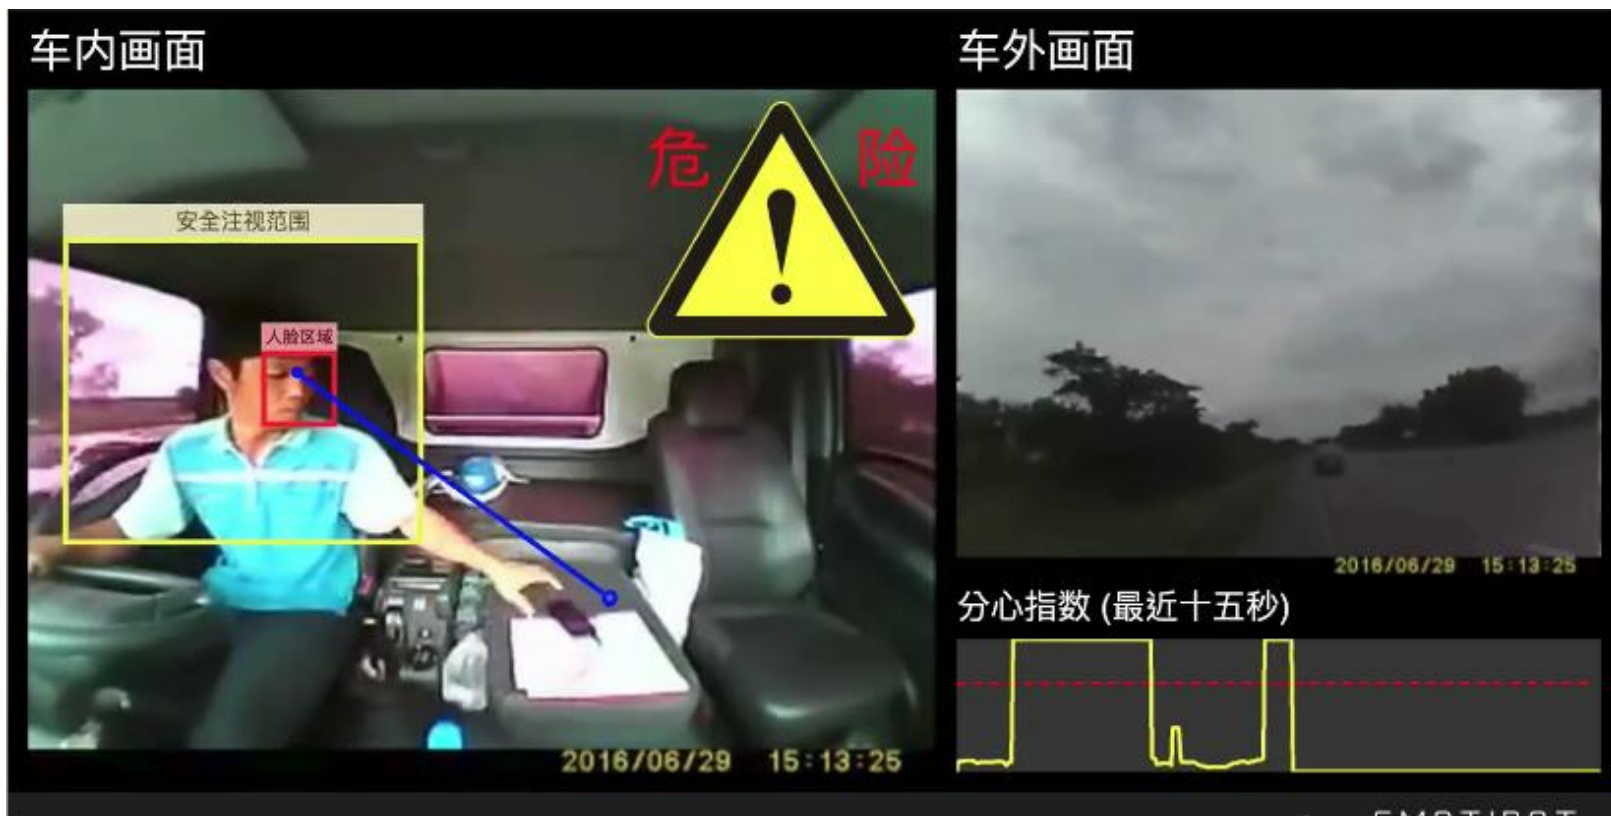 车内画面
车外画面
危 险
安全注视范围
人脸区域
2016/06/29 15:13:25
2016/06/29 15:13:25
分心指数 (最近十五秒)